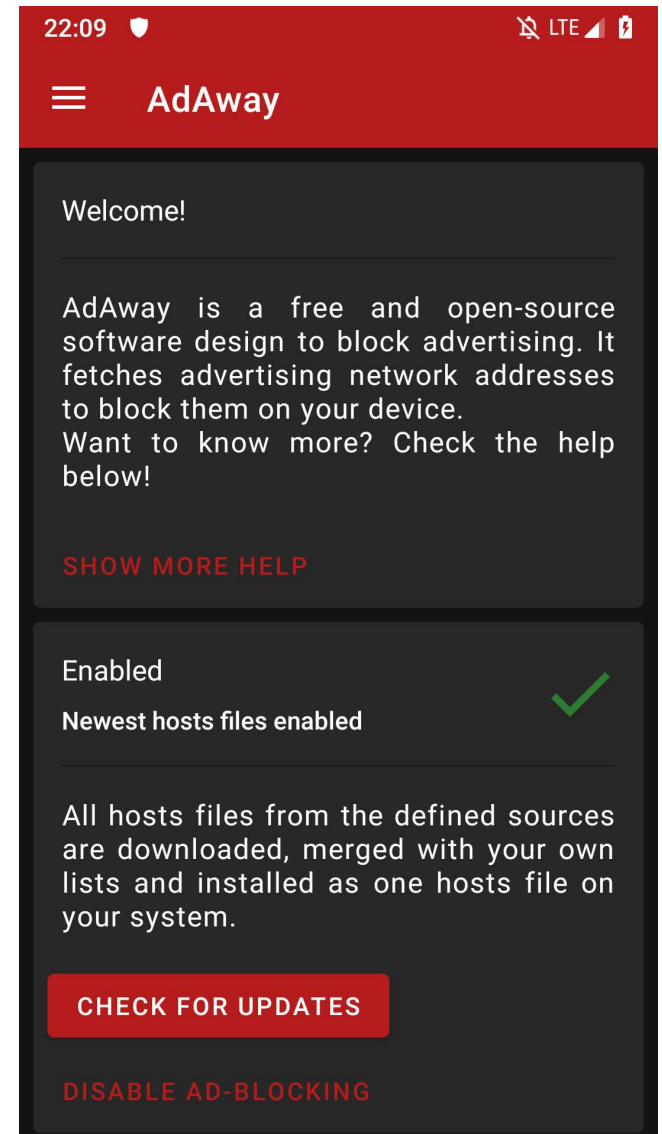 22:09 LTE
AdAway
Welcome!
AdAway is a free and open-source
software design to block advertising. It
fetches advertising network addresses
to block them on your device.
Want to know more? Check the help
below!
SHOW MORE HELP
Enabled
Newest hosts files enabled
All hosts files from the defined sources
are downloaded, merged with your own
lists and installed as one hosts file on
your system.
CHECK FOR UPDATES
DISABLE AD-BLOCKING